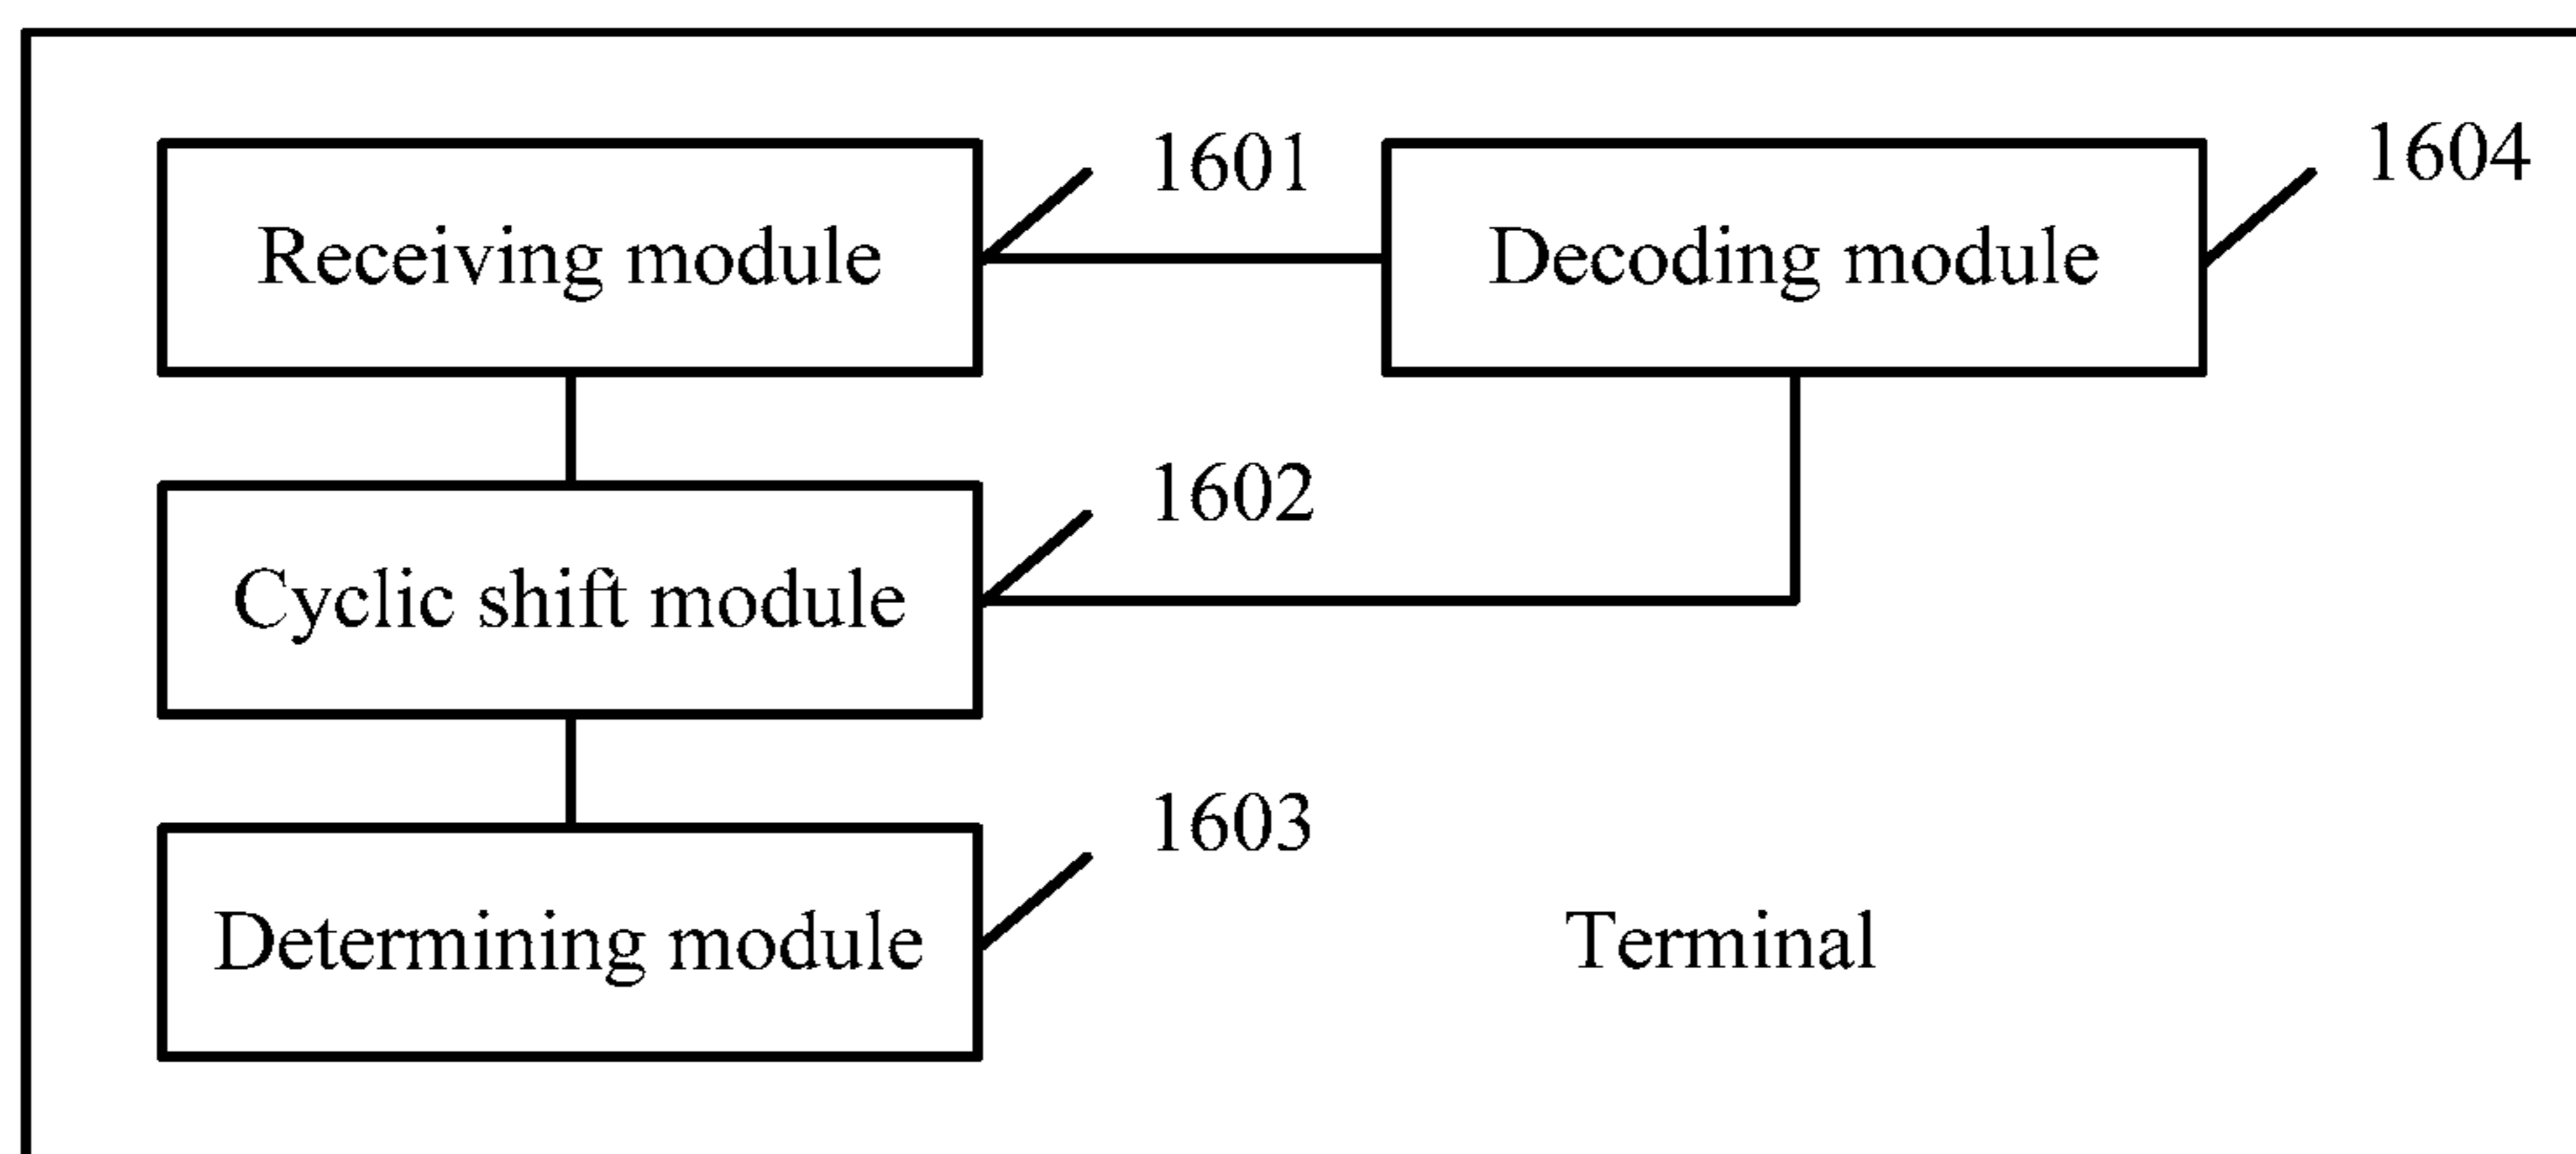 1601
1604
Receiving module
Decoding module
1602
Cyclic shift module
1603
Determining module
Terminal